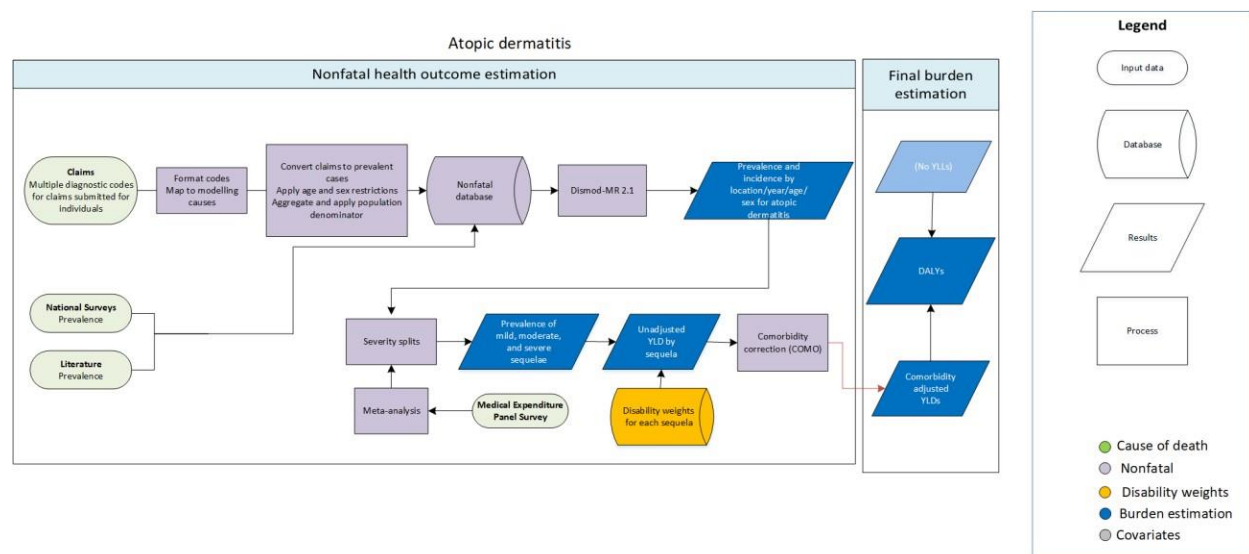 Atopic dermatitis
Nonfatal health outcome estimation
Final burden
estimation
Claims
Multiple diagnostic codes
for claims submitted for
individuals
Format codes
Map to modelling
causes
Convert claims to prevalent
cases
Apply age and sex restrictions
Aggregate and apply population
denominator
Nonfatal
database
Dismod-MR 2.1
Prevalence and
incidence by
location/year/age/
sex for atopic
dermatitis
(No YLLs)
DALYs
National Surveys
Prevalence
Literature
Prevalence
Severity splits
Prevalence of
mild, moderate,
and severe
sequelae
Unadjusted
YLD by
sequela
Comorbidity
correction (COMO)
Comorbidity
adjusted
YLDs
Meta-analysis
Medical Expenditure
Panel Survey
Disability weights
for each sequela
Legend
Input data
Database
Results
Process
Cause of death
Nonfatal
Disability weights
Burden estimation
Covariates